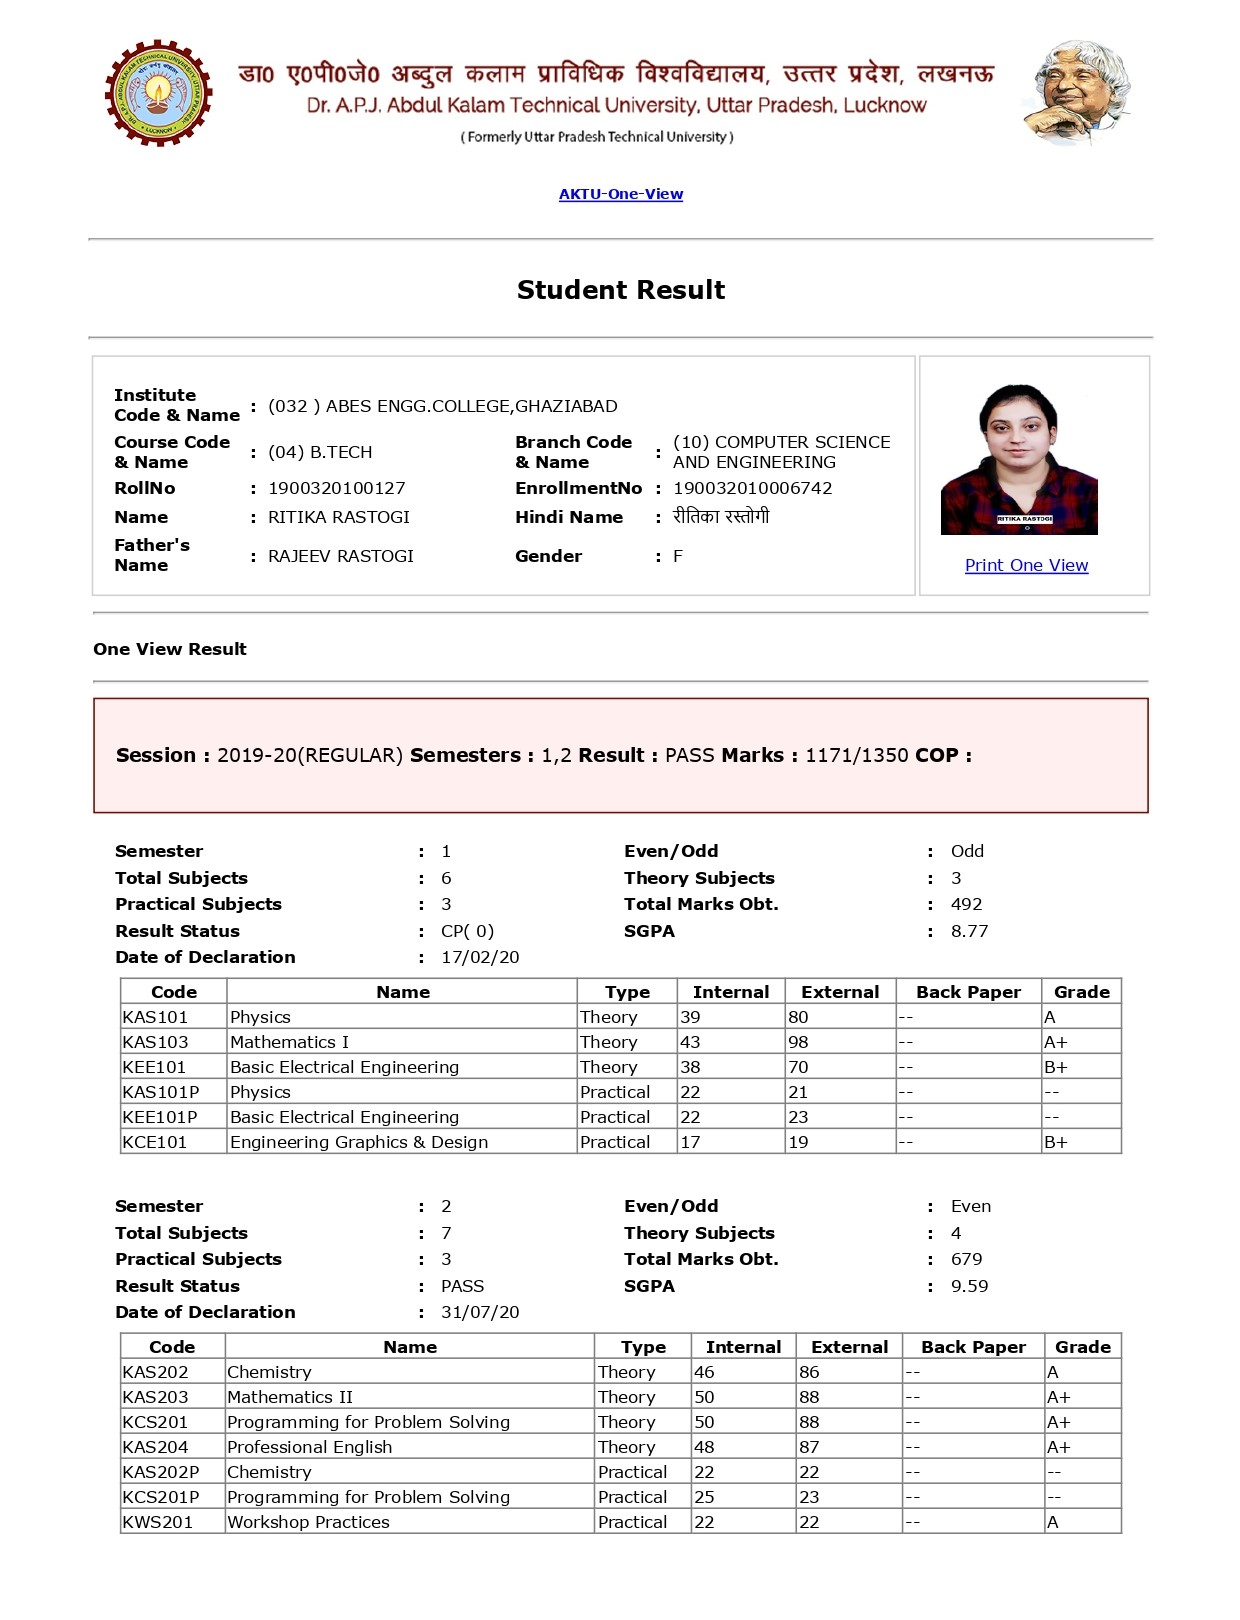 डा0 ए0पी0जे0 अब्दुल कलाम प्राविधिक विश्वविद्यालय, उत्तर प्रदेश, लखनऊ
Dr. A.P.J. Abdul Kalam Technical University, Uttar Pradesh, Lucknow
( Formerly Uttar Pradesh Technical University )
AKTU-One-View
Student Result
Institute Code & Name : (032 ) ABES ENGG.COLLEGE,GHAZIABAD
Course Code & Name : (04) B.TECH Branch Code & Name : (10) COMPUTER SCIENCE AND ENGINEERING
RollNo : 1900320100127 EnrollmentNo : 190032010006742
Name : RITIKA RASTOGI Hindi Name : रीतिका रस्तोगी
Father's Name : RAJEEV RASTOGI Gender : F
RITIKA RASTOGI
Print One View
One View Result
Session : 2019-20(REGULAR) Semesters : 1,2 Result : PASS Marks : 1171/1350 COP :
Semester : 1 Even/Odd : Odd
Total Subjects : 6 Theory Subjects : 3
Practical Subjects : 3 Total Marks Obt. : 492
Result Status : CP( 0) SGPA : 8.77
Date of Declaration : 17/02/20
Code Name Type Internal External Back Paper Grade
KAS101 Physics Theory 39 80 -- A
KAS103 Mathematics I Theory 43 98 -- A+
KEE101 Basic Electrical Engineering Theory 38 70 -- B+
KAS101P Physics Practical 22 21 -- --
KEE101P Basic Electrical Engineering Practical 22 23 -- --
KCE101 Engineering Graphics & Design Practical 17 19 -- B+
Semester : 2 Even/Odd : Even
Total Subjects : 7 Theory Subjects : 4
Practical Subjects : 3 Total Marks Obt. : 679
Result Status : PASS SGPA : 9.59
Date of Declaration : 31/07/20
Code Name Type Internal External Back Paper Grade
KAS202 Chemistry Theory 46 86 -- A
KAS203 Mathematics II Theory 50 88 -- A+
KCS201 Programming for Problem Solving Theory 50 88 -- A+
KAS204 Professional English Theory 48 87 -- A+
KAS202P Chemistry Practical 22 22 -- --
KCS201P Programming for Problem Solving Practical 25 23 -- --
KWS201 Workshop Practices Practical 22 22 -- A